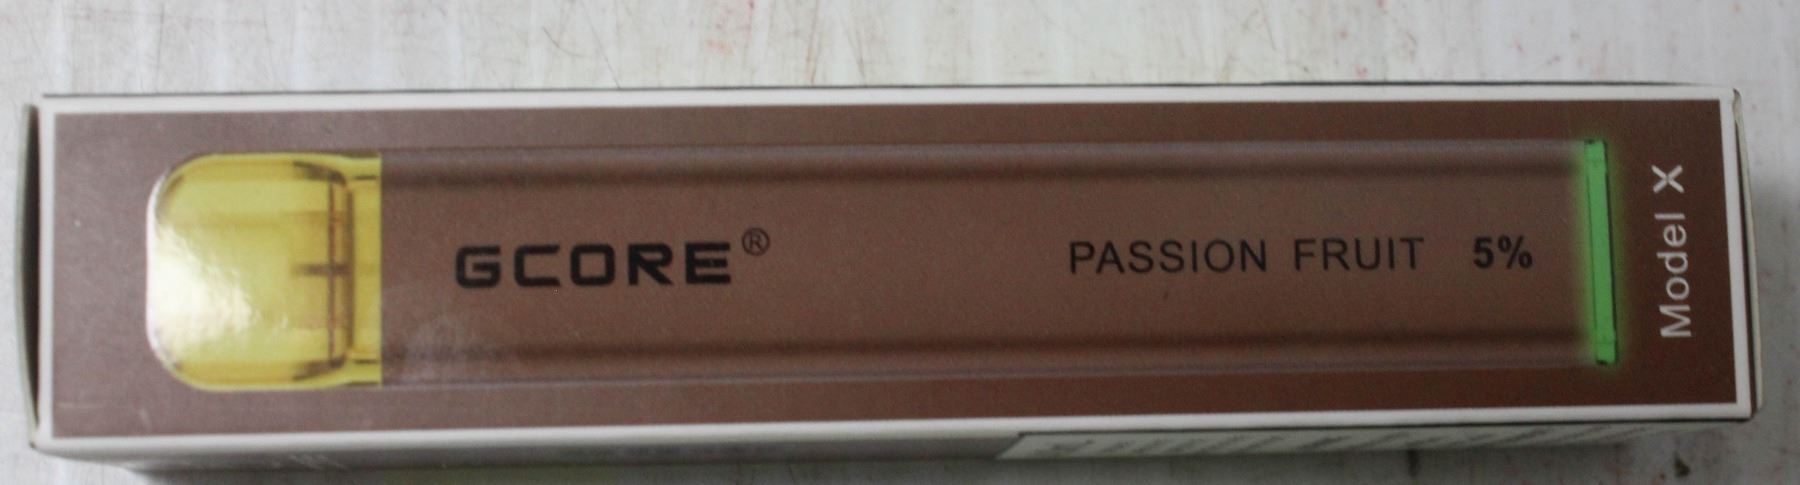 GCORE®
PASSION FRUIT 5%
Model X